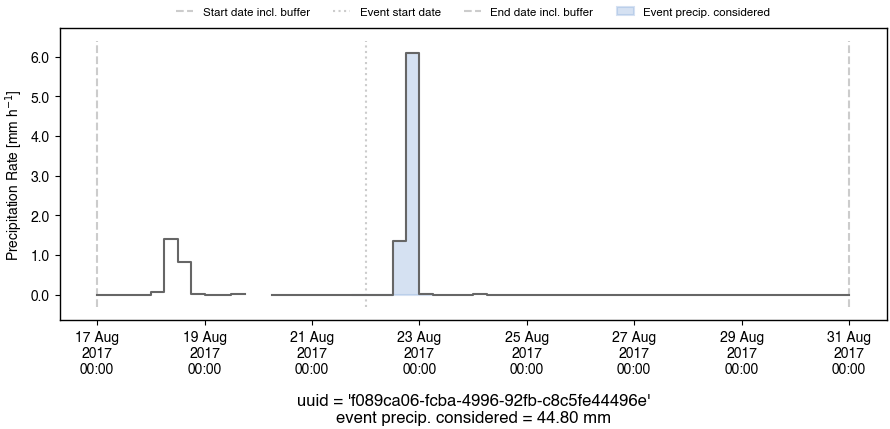 Start date incl. buffer
Event start date
End date incl. buffer
Event precip. considered
Precipitation Rate [mm h⁻¹]
6.0
5.0
4.0
3.0
2.0
1.0
0.0
17 Aug
2017
00:00
19 Aug
2017
00:00
21 Aug
2017
00:00
23 Aug
2017
00:00
25 Aug
2017
00:00
27 Aug
2017
00:00
29 Aug
2017
00:00
31 Aug
2017
00:00
uuid = 'f089ca06-fcba-4996-92fb-c8c5fe44496e'
event precip. considered = 44.80 mm